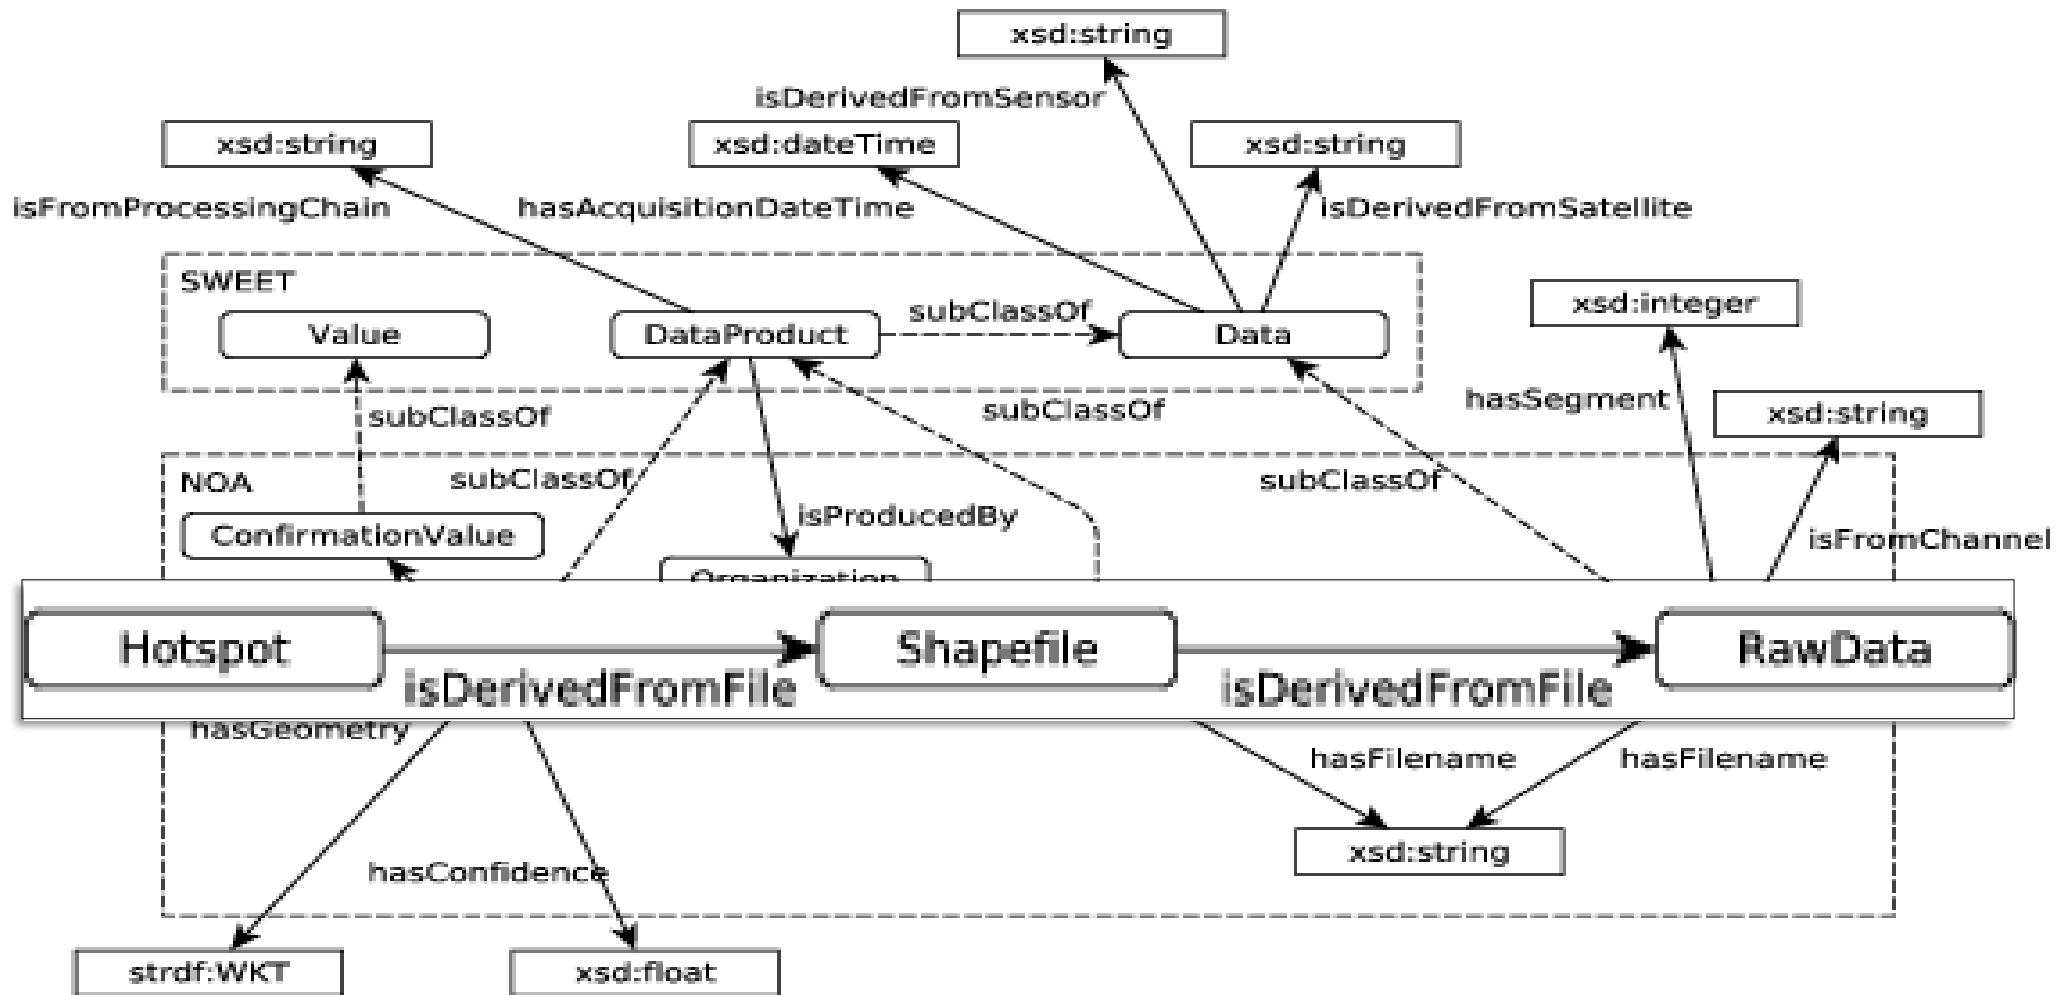 xsd:string
isDerivedFromSensor
xsd:string
xsd:dateTime
xsd:string
isFromProcessingChain
hasAcquisitionDateTime
isDerivedFromSatellite
SWEET
xsd:integer
subClassOf
Value
DataProduct
Data
hasSegment
subClassOf
subClassOf
xsd:string
NOA
subClassOf
subClassOf
isProducedBy
ConfirmationValue
isFromChannel
Organization
Hotspot
Shapefile
RawData
isDerivedFromFile
isDerivedFromFile
hasGeometry
hasFilename
hasFilename
xsd:string
hasConfidence
strdf:WKT
xsd:float